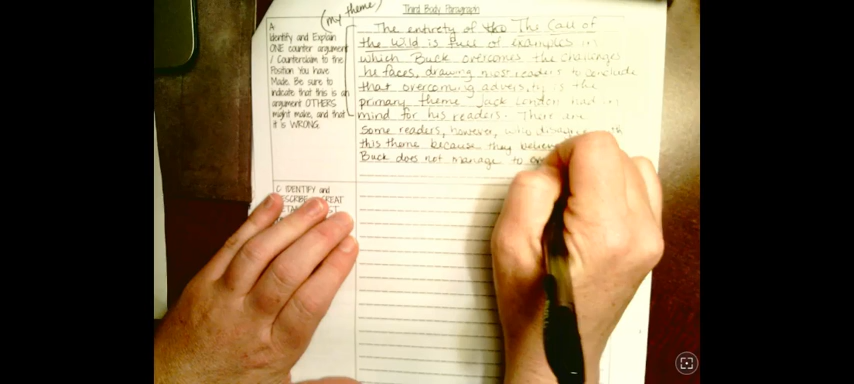 Third Body Paragraph
(my theme)
A
Identify and Explain
ONE counter argument
/ Counterclaim to the
Position You have
Made. Be sure to
indicate that this is an
argument OTHERS
might make, and that
it is WRONG
The entirety of The Call of
the Wild is full of examples in
which Buck overcomes the challenges
he faces, drawing most readers to conclude
that overcoming adversity is the
primary theme Jack London had in
mind for his readers. There are
some readers, however, who
this theme because they believe
Buck does not manage to
C IDENTIFY and
GREAT